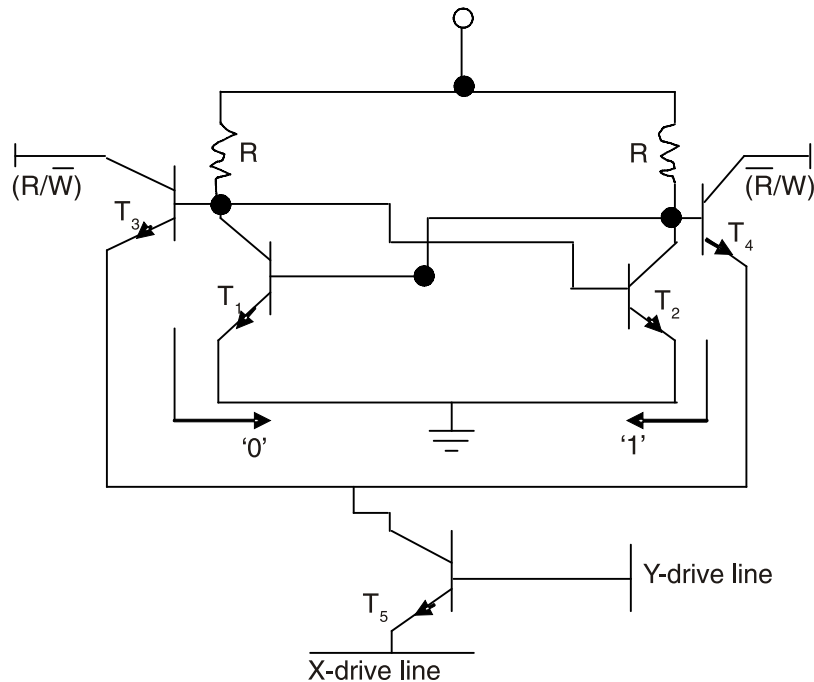 R
R
(R/W̅)
(R̅/W)
T₃
T₄
T₁
T₂
‘0’
‘1’
Y-drive line
T₅
X-drive line